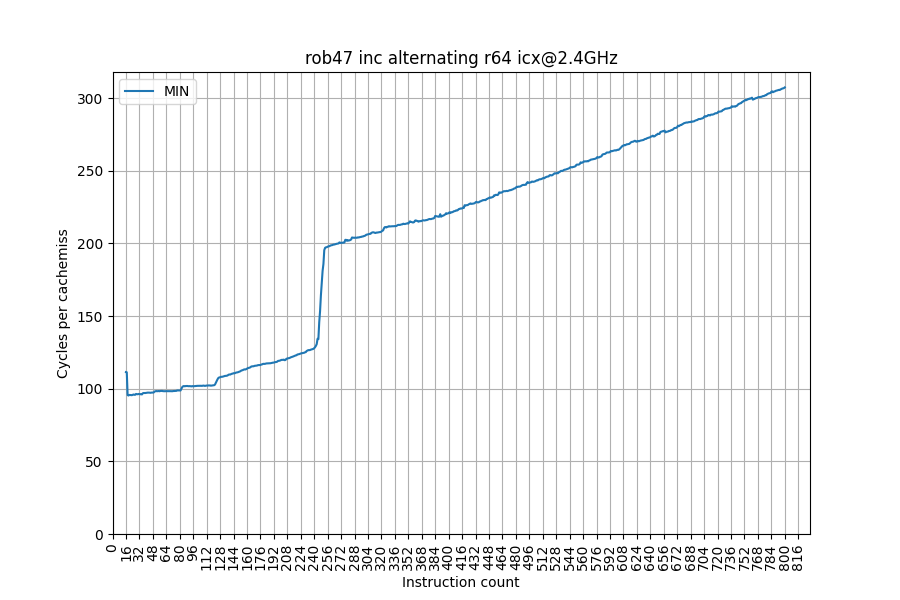 rob47 inc alternating r64 icx@2.4GHz
MIN
Cycles per cachemiss
300
250
200
150
100
50
0
0 16 32 48 64 80 96 112 128 144 160 176 192 208 224 240 256 272 288 304 320 336 352 368 384 400 416 432 448 464 480 496 512 528 544 560 576 592 608 624 640 656 672 688 704 720 736 752 768 784 800 816
Instruction count